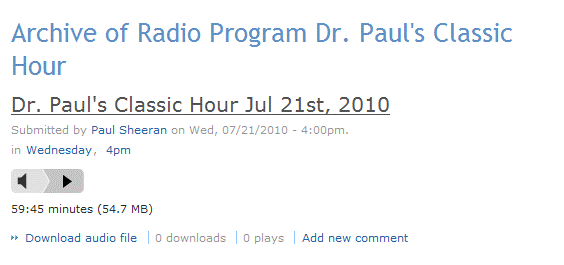 Archive of Radio Program Dr. Paul's Classic
Hour
Dr. Paul's Classic Hour Jul 21st, 2010
Submitted by Paul Sheeran on Wed, 07/21/2010 - 4:00pm.
in Wednesday, 4pm
59:45 minutes (54.7 MB)
Download audio file 0 downloads 0 plays Add new comment